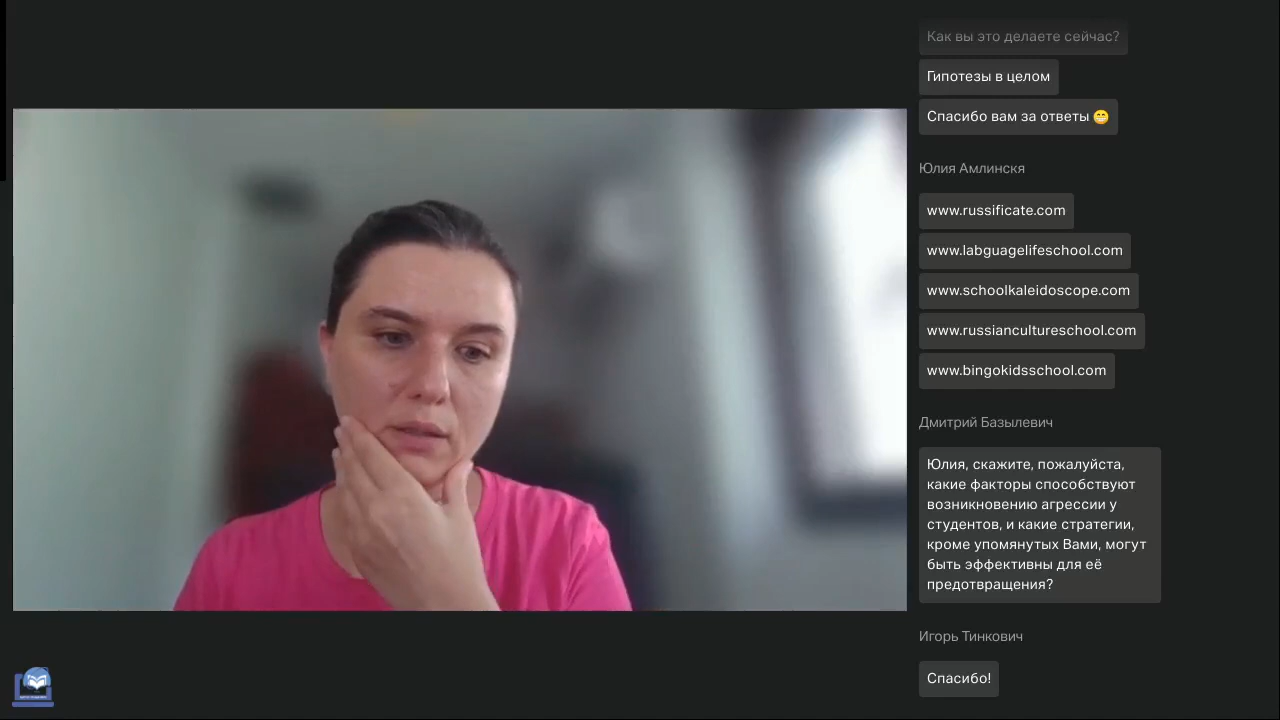 Как вы это делаете сейчас?
Гипотезы в целом
Спасибо вам за ответы 😁
Юлия Амлинскя
www.russificate.com
www.labguagelifeschool.com
www.schoolkaleidoscope.com
www.russiancultureschool.com
www.bingokidsschool.com
Дмитрий Базылевич
Юлия, скажите, пожалуйста,
какие факторы способствуют
возникновению агрессии у
студентов, и какие стратегии,
кроме упомянутых Вами, могут
быть эффективны для её
предотвращения?
Игорь Тинкович
Спасибо!